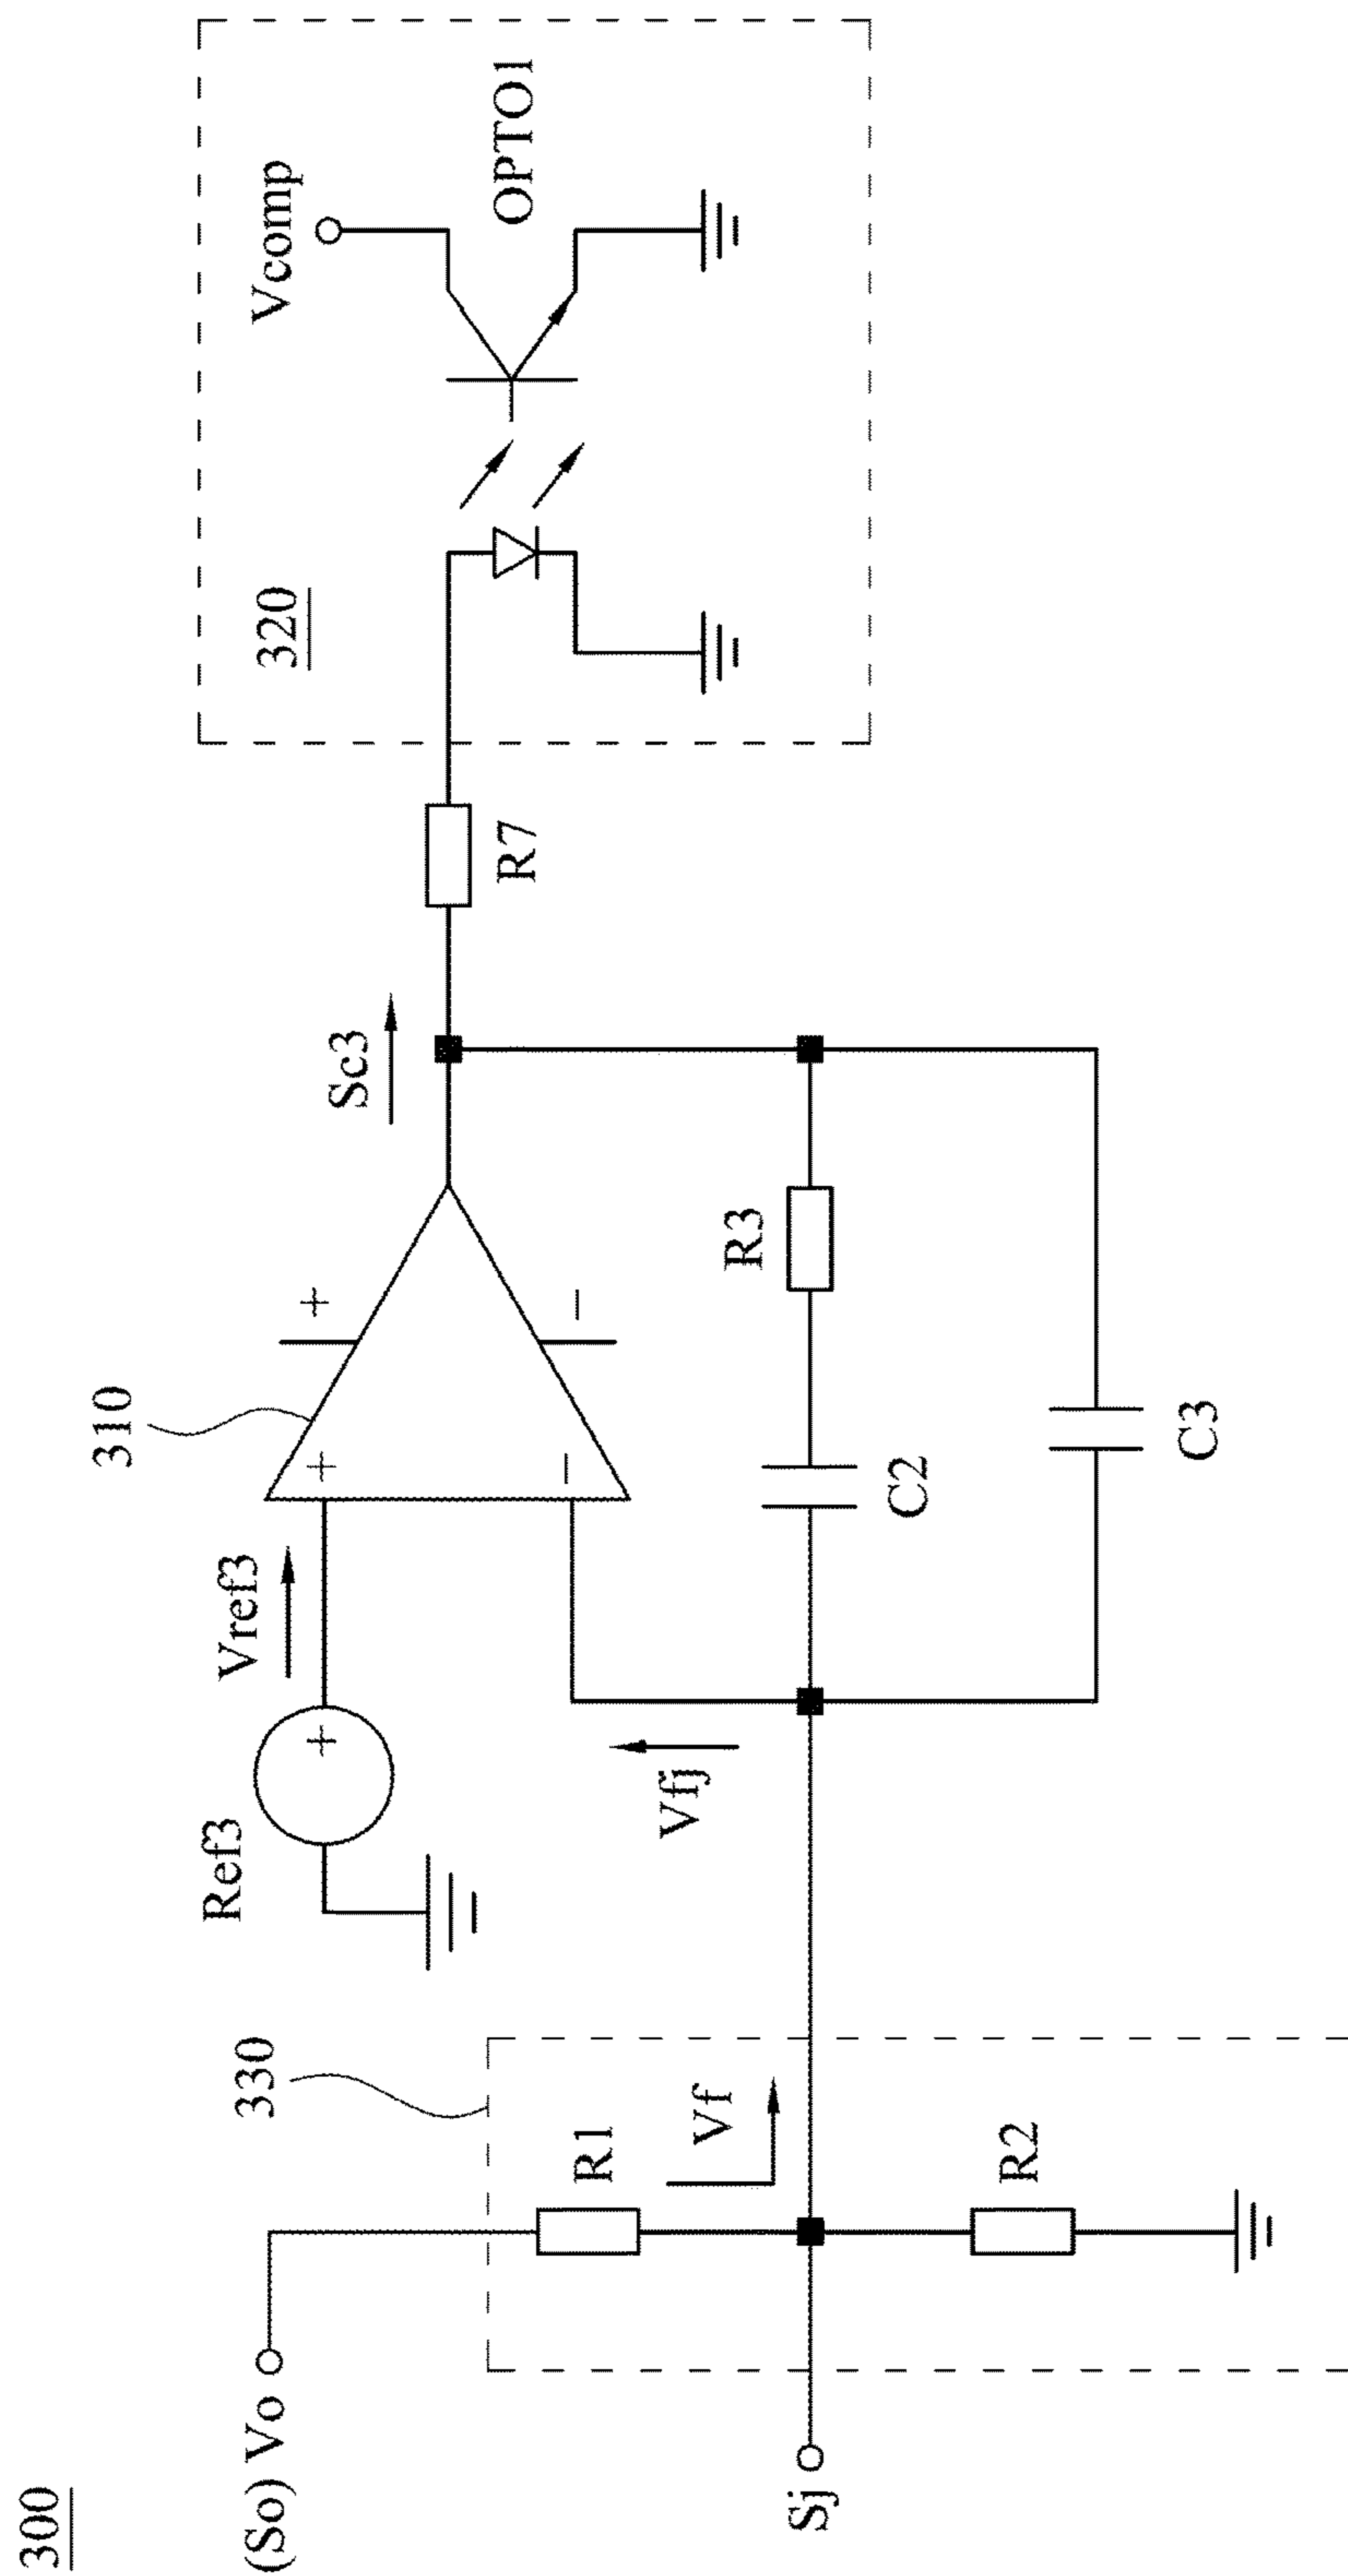 300
(So) Vo
Sj
330
R1
Vf
R2
Ref3
+
Vref3
Vfj
310
+
−
+
−
C2
R3
C3
Sc3
R7
320
Vcomp
OPTO1